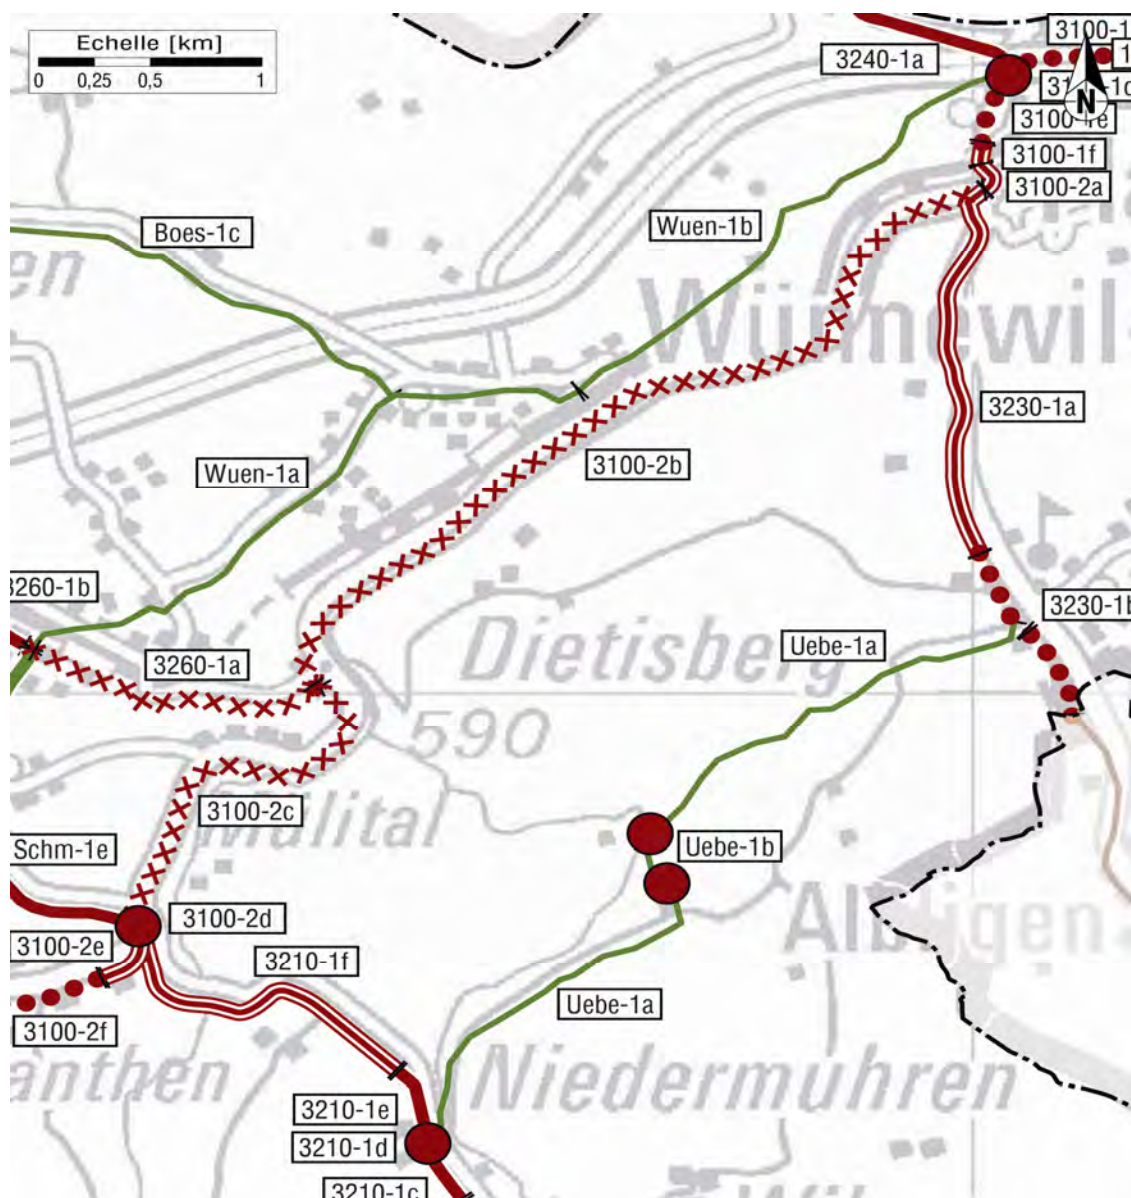 Echelle [km]
0 0,25 0,5 1
3100-1
3240-1a
N
3100-1e
3100-1f
3100-2a
Boes-1c
Wuen-1b
en
Wünnewil-
3230-1a
Wuen-1a
3100-2b
3260-1b
3230-1b
Dietisberg
Uebe-1a
3260-1a
590
3100-2c
Mülital
Schm-1e
Uebe-1b
3100-2d
3100-2e
3210-1f
Uebe-1a
3100-2f
anthen
Niedermuhren
3210-1e
3210-1d
3210-1c